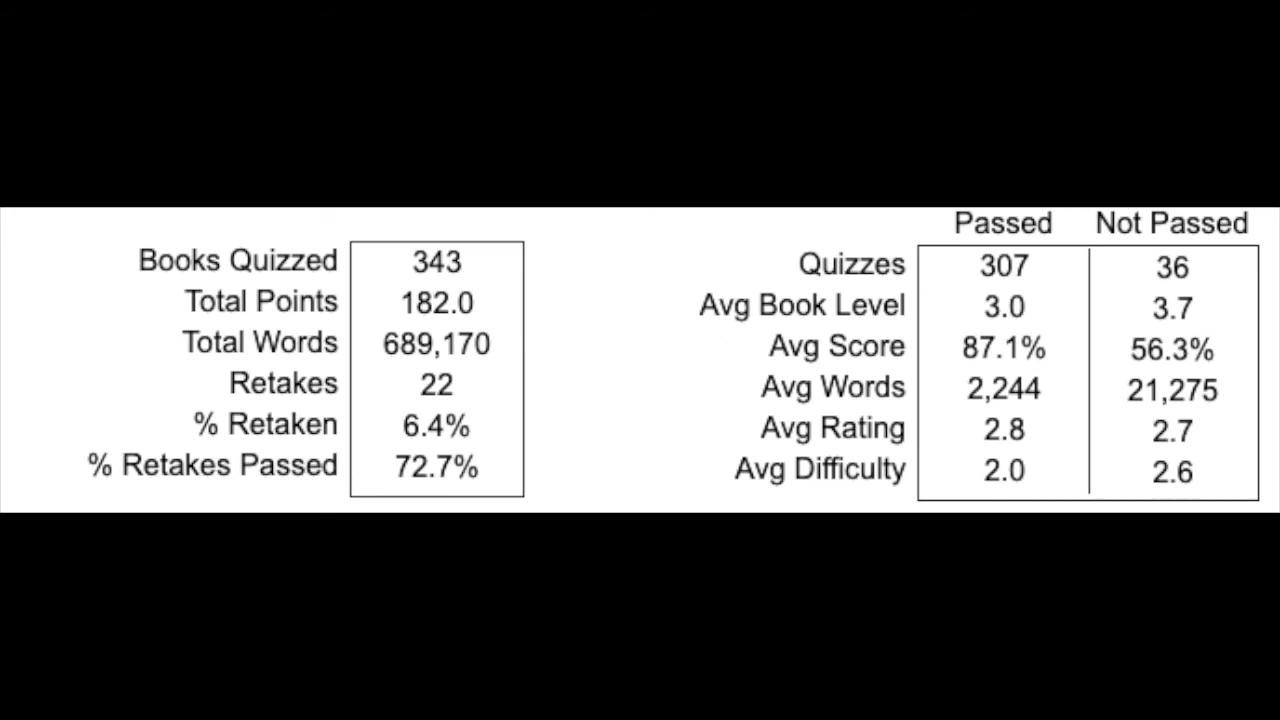 Passed Not Passed
Books Quizzed 343
Total Points 182.0
Total Words 689,170
Retakes 22
% Retaken 6.4%
% Retakes Passed 72.7%
Quizzes 307 36
Avg Book Level 3.0 3.7
Avg Score 87.1% 56.3%
Avg Words 2,244 21,275
Avg Rating 2.8 2.7
Avg Difficulty 2.0 2.6